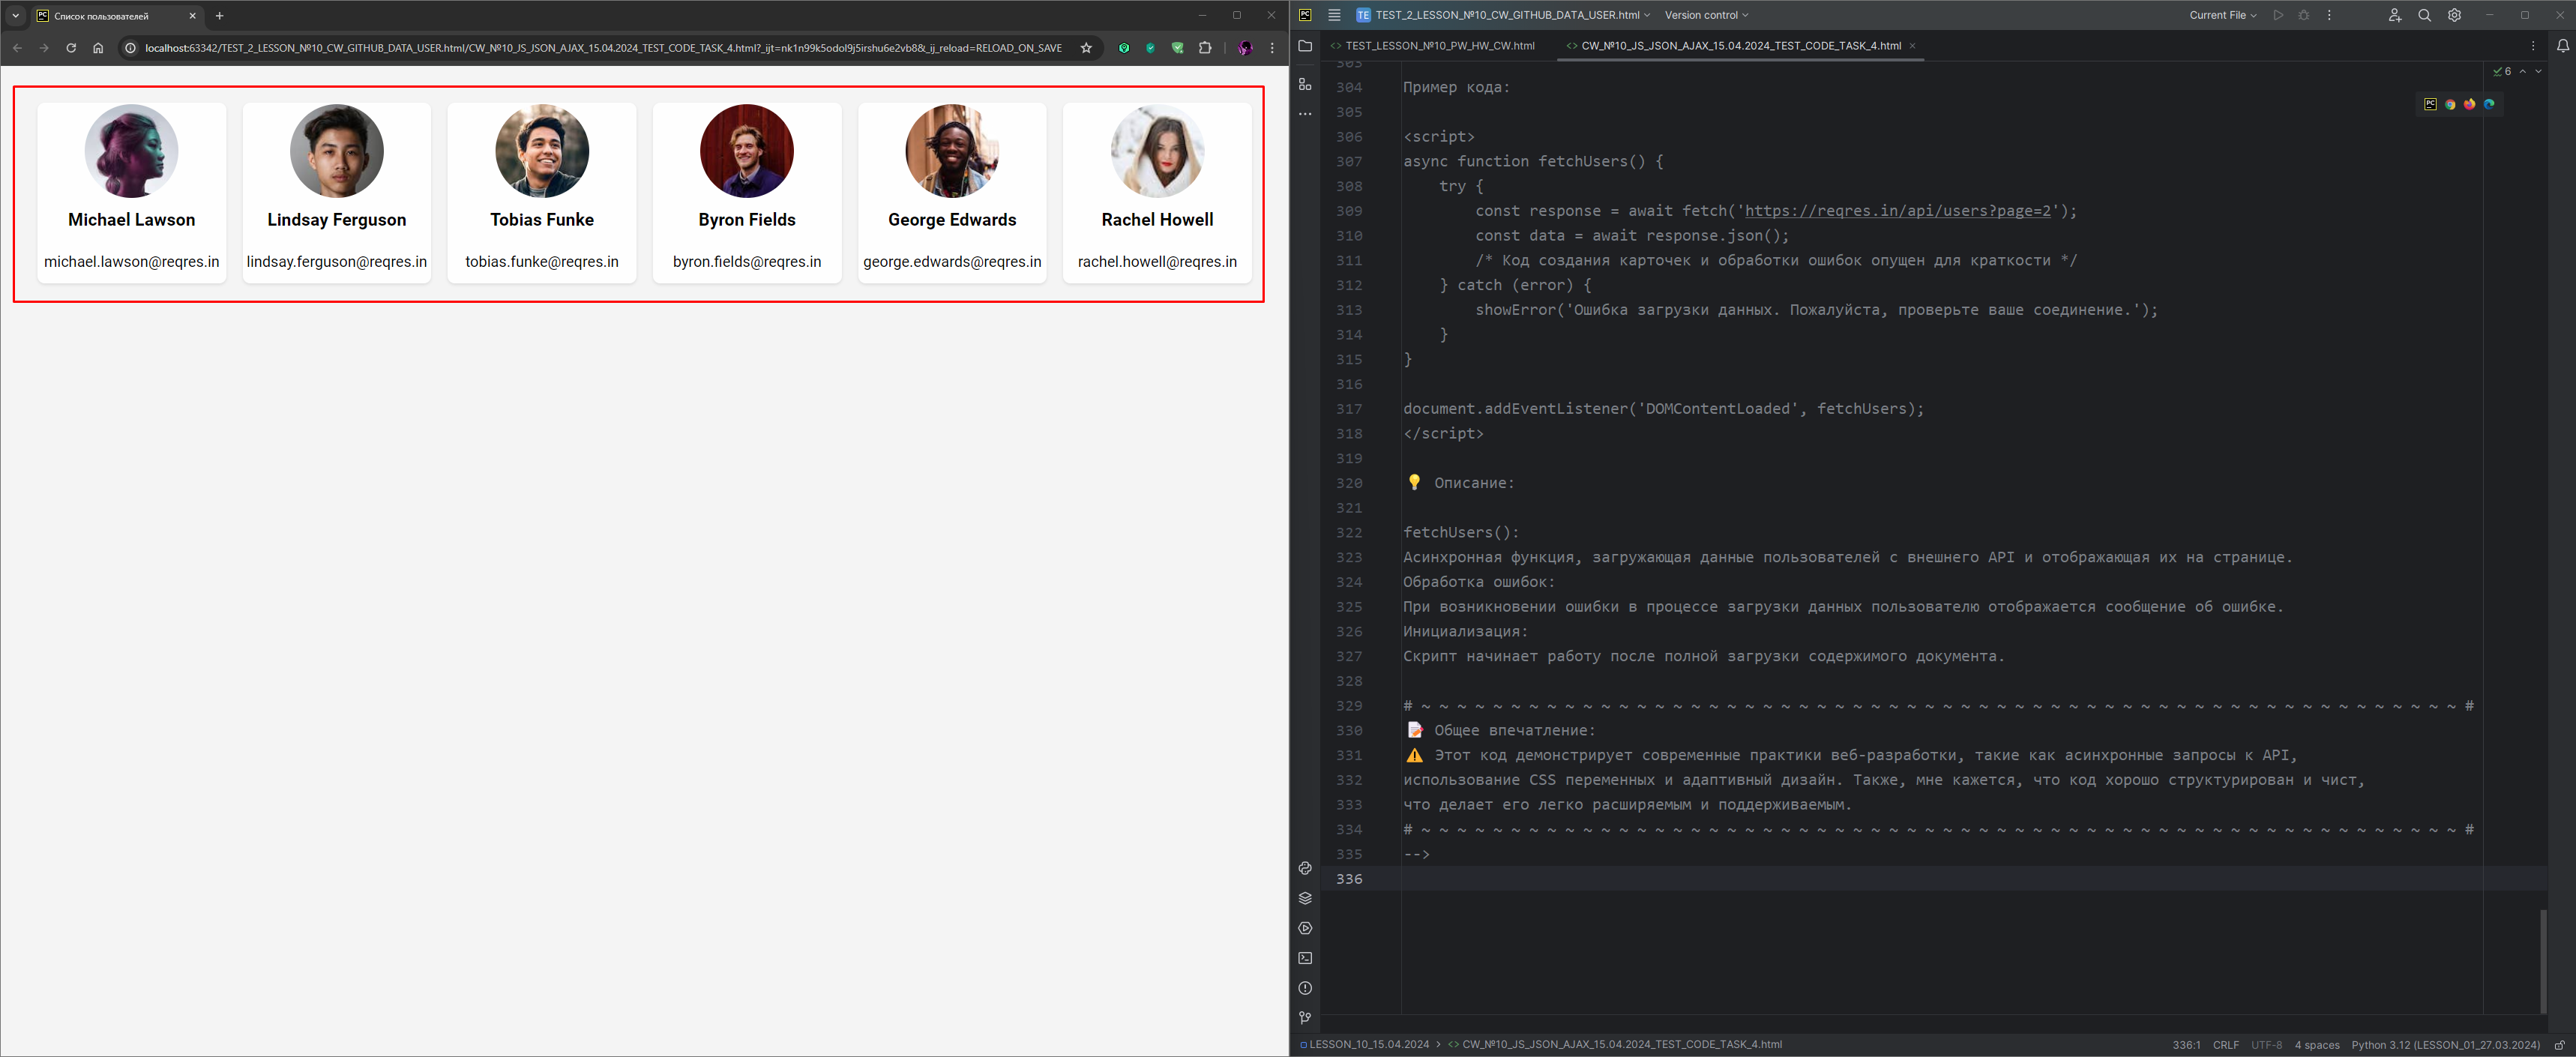 Список пользователей
localhost:63342/TEST_2_LESSON_№10_CW_GITHUB_DATA_USER.html/CW_№10_JS_JSON_AJAX_15.04.2024_TEST_CODE_TASK_4.html?_ijt=nk1n99k5odol9j5irshu6e2vb8&_ij_reload=RELOAD_ON_SAVE
Michael Lawson
michael.lawson@reqres.in
Lindsay Ferguson
lindsay.ferguson@reqres.in
Tobias Funke
tobias.funke@reqres.in
Byron Fields
byron.fields@reqres.in
George Edwards
george.edwards@reqres.in
Rachel Howell
rachel.howell@reqres.in
TE TEST_2_LESSON_№10_CW_GITHUB_DATA_USER.html Version control Current File
TEST_LESSON_№10_PW_HW_CW.html CW_№10_JS_JSON_AJAX_15.04.2024_TEST_CODE_TASK_4.html
6
303
304 Пример кода:
305
306 <script>
307 async function fetchUsers() {
308 try {
309 const response = await fetch('https://reqres.in/api/users?page=2');
310 const data = await response.json();
311 /* Код создания карточек и обработки ошибок опущен для краткости */
312 } catch (error) {
313 showError('Ошибка загрузки данных. Пожалуйста, проверьте ваше соединение.');
314 }
315 }
316
317 document.addEventListener('DOMContentLoaded', fetchUsers);
318 </script>
319
320 💡 Описание:
321
322 fetchUsers():
323 Асинхронная функция, загружающая данные пользователей с внешнего API и отображающая их на странице.
324 Обработка ошибок:
325 При возникновении ошибки в процессе загрузки данных пользователю отображается сообщение об ошибке.
326 Инициализация:
327 Скрипт начинает работу после полной загрузки содержимого документа.
328
329 # ~ ~ ~ ~ ~ ~ ~ ~ ~ ~ ~ ~ ~ ~ ~ ~ ~ ~ ~ ~ ~ ~ ~ ~ ~ ~ ~ ~ ~ ~ ~ ~ ~ ~ ~ ~ ~ ~ ~ ~ ~ ~ ~ ~ ~ ~ ~ ~ ~ ~ ~ ~ ~ ~ ~ ~ ~ ~ #
330 📝 Общее впечатление:
331 ⚠️ Этот код демонстрирует современные практики веб-разработки, такие как асинхронные запросы к API,
332 использование CSS переменных и адаптивный дизайн. Также, мне кажется, что код хорошо структурирован и чист,
333 что делает его легко расширяемым и поддерживаемым.
334 # ~ ~ ~ ~ ~ ~ ~ ~ ~ ~ ~ ~ ~ ~ ~ ~ ~ ~ ~ ~ ~ ~ ~ ~ ~ ~ ~ ~ ~ ~ ~ ~ ~ ~ ~ ~ ~ ~ ~ ~ ~ ~ ~ ~ ~ ~ ~ ~ ~ ~ ~ ~ ~ ~ ~ ~ ~ ~ #
335 -->
336
LESSON_10_15.04.2024 > CW_№10_JS_JSON_AJAX_15.04.2024_TEST_CODE_TASK_4.html 336:1 CRLF UTF-8 4 spaces Python 3.12 (LESSON_01_27.03.2024)